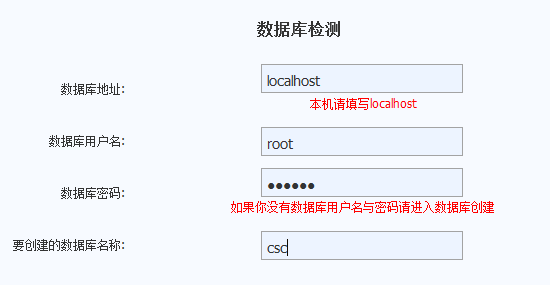 数据库检测
数据库地址: localhost
本机请填写localhost
数据库用户名: root
数据库密码: ●●●●●●
如果你没有数据库用户名与密码请进入数据库创建
要创建的数据库名称: csc